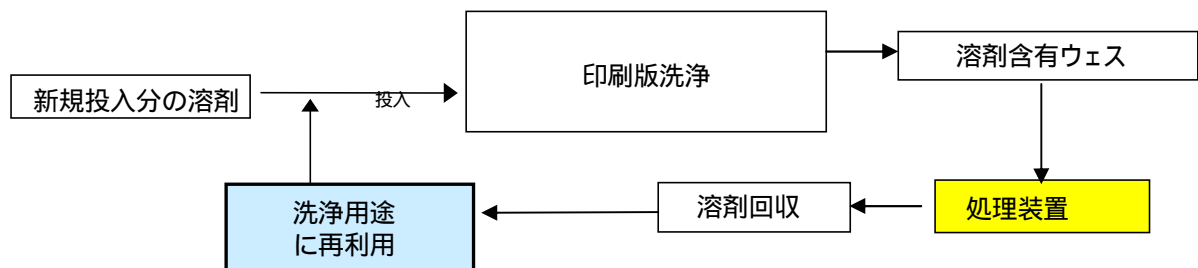 印刷版洗浄
溶剤含有ウェス
新規投入分の溶剤
投入
洗浄用途
に再利用
溶剤回収
処理装置